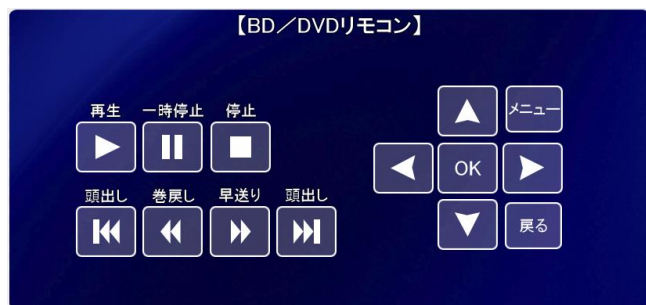 【BD／DVDリモコン】
再生 一時停止 停止
メニュー
OK
頭出し 巻戻し 早送り 頭出し
戻る